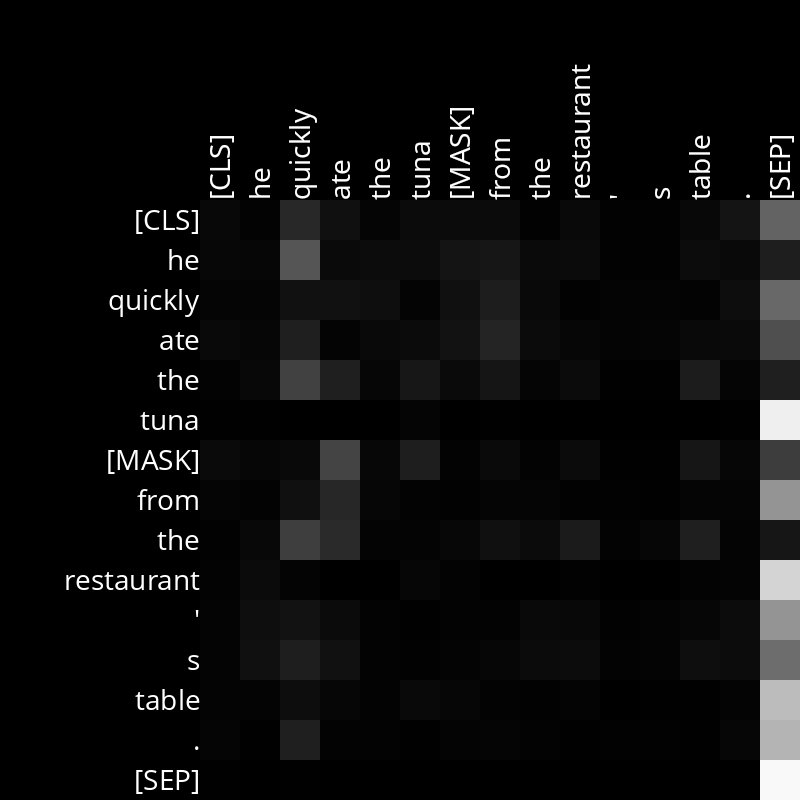 [CLS] he quickly ate the tuna [MASK] from the restaurant ' s table . [SEP]
[CLS]
he
quickly
ate
the
tuna
[MASK]
from
the
restaurant
'
s
table
.
[SEP]